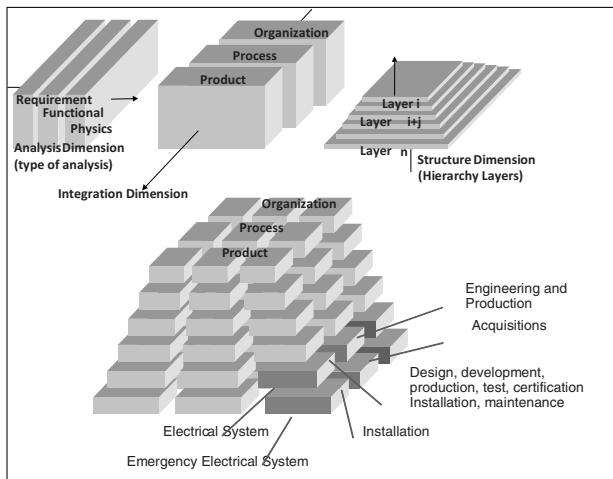 Organization
Process
Product
Requirement
Functional
Physics
Analysis Dimension
(type of analysis)
Integration Dimension
Layer i
Layer i+j
Layer n
Structure Dimension
(Hierarchy Layers)
Organization
Process
Product
Engineering and
Production
Acquisitions
Design, development,
production, test, certification
Installation, maintenance
Electrical System
Installation
Emergency Electrical System